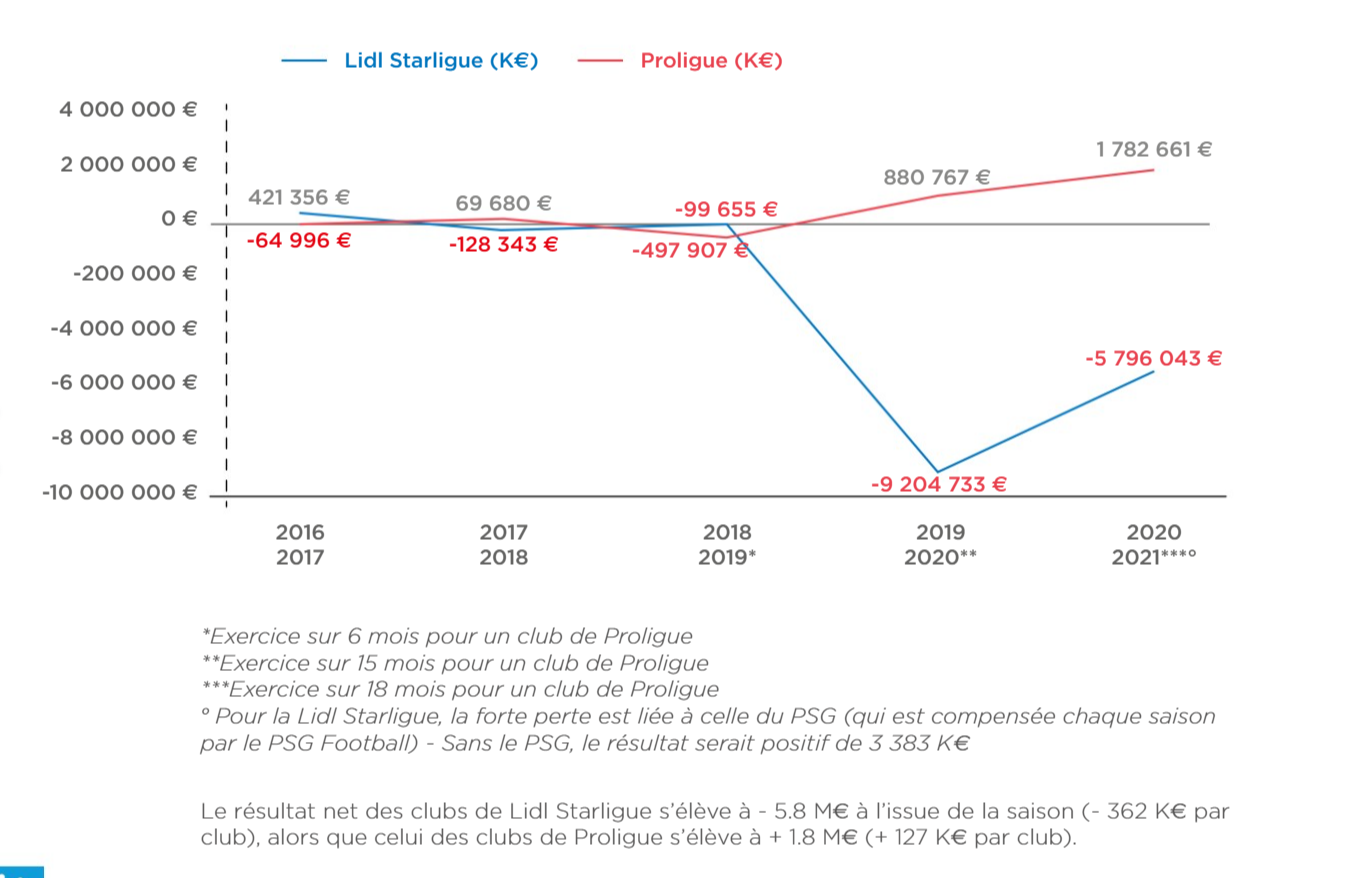 Lidl Starligue (K€) Proligue (K€)
4 000 000 €
2 000 000 €
0 €
-200 000 €
-4 000 000 €
-6 000 000 €
-8 000 000 €
-10 000 000 €
421 356 €
-64 996 €
69 680 €
-128 343 €
-99 655 €
-497 907 €
880 767 €
-9 204 733 €
1 782 661 €
-5 796 043 €
2016 2017 2018 2019 2020
2017 2018 2019* 2020** 2021***°
*Exercice sur 6 mois pour un club de Proligue
**Exercice sur 15 mois pour un club de Proligue
***Exercice sur 18 mois pour un club de Proligue
° Pour la Lidl Starligue, la forte perte est liée à celle du PSG (qui est compensée chaque saison
par le PSG Football) - Sans le PSG, le résultat serait positif de 3 383 K€
Le résultat net des clubs de Lidl Starligue s'élève à - 5.8 M€ à l'issue de la saison (- 362 K€ par
club), alors que celui des clubs de Proligue s'élève à + 1.8 M€ (+ 127 K€ par club).